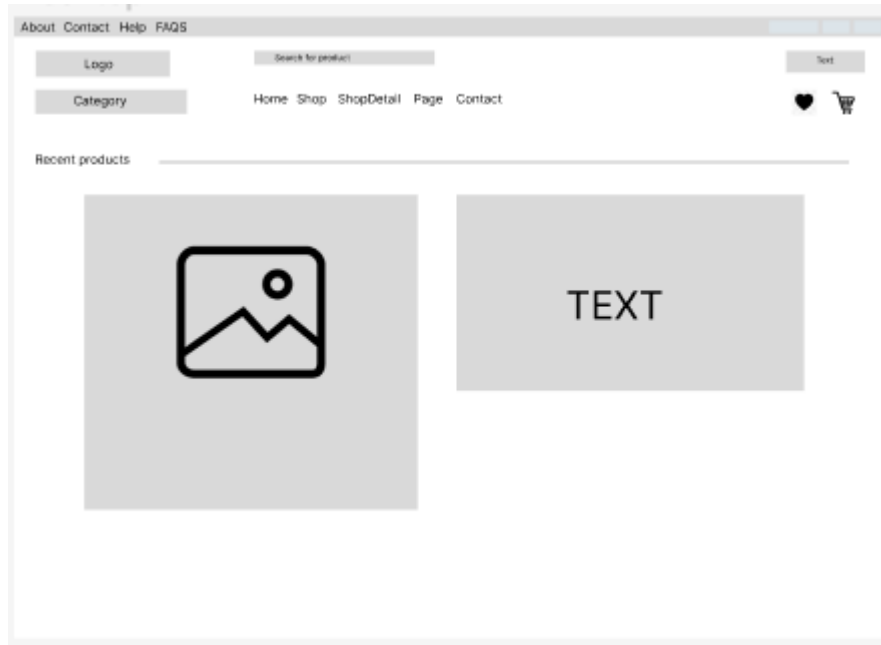 About Contact Help FAQS
Logo
Search for product
Text
Category
Home Shop ShopDetail Page Contact
Recent products
TEXT